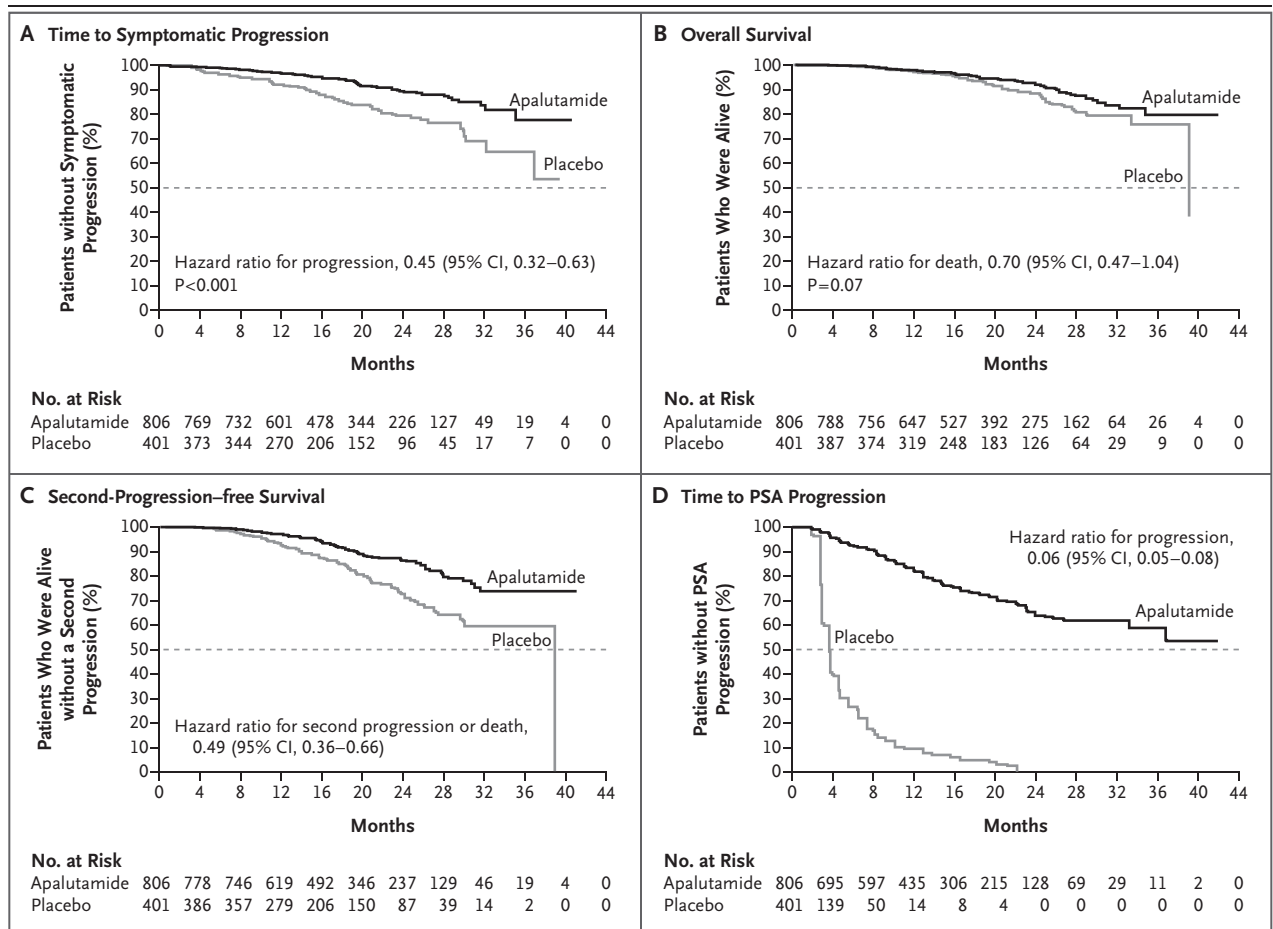 A Time to Symptomatic Progression
Patients without Symptomatic
Progression (%)
100
90
80
70
60
50
40
30
20
10
0
Apalutamide
Placebo
Hazard ratio for progression, 0.45 (95% CI, 0.32–0.63)
P<0.001
0 4 8 12 16 20 24 28 32 36 40 44
Months
No. at Risk
Apalutamide 806 769 732 601 478 344 226 127 49 19 4 0
Placebo 401 373 344 270 206 152 96 45 17 7 0 0
B Overall Survival
Patients Who Were Alive (%)
100
90
80
70
60
50
40
30
20
10
0
Apalutamide
Placebo
Hazard ratio for death, 0.70 (95% CI, 0.47–1.04)
P=0.07
0 4 8 12 16 20 24 28 32 36 40 44
Months
No. at Risk
Apalutamide 806 788 756 647 527 392 275 162 64 26 4 0
Placebo 401 387 374 319 248 183 126 64 29 9 0 0
C Second-Progression–free Survival
Patients Who Were Alive
without a Second
Progression (%)
100
90
80
70
60
50
40
30
20
10
0
Apalutamide
Placebo
Hazard ratio for second progression or death,
0.49 (95% CI, 0.36–0.66)
0 4 8 12 16 20 24 28 32 36 40 44
Months
No. at Risk
Apalutamide 806 778 746 619 492 346 237 129 46 19 4 0
Placebo 401 386 357 279 206 150 87 39 14 2 0 0
D Time to PSA Progression
Patients without PSA
Progression (%)
100
90
80
70
60
50
40
30
20
10
0
Hazard ratio for progression,
0.06 (95% CI, 0.05–0.08)
Apalutamide
Placebo
0 4 8 12 16 20 24 28 32 36 40 44
Months
No. at Risk
Apalutamide 806 695 597 435 306 215 128 69 29 11 2 0
Placebo 401 139 50 14 8 4 0 0 0 0 0 0